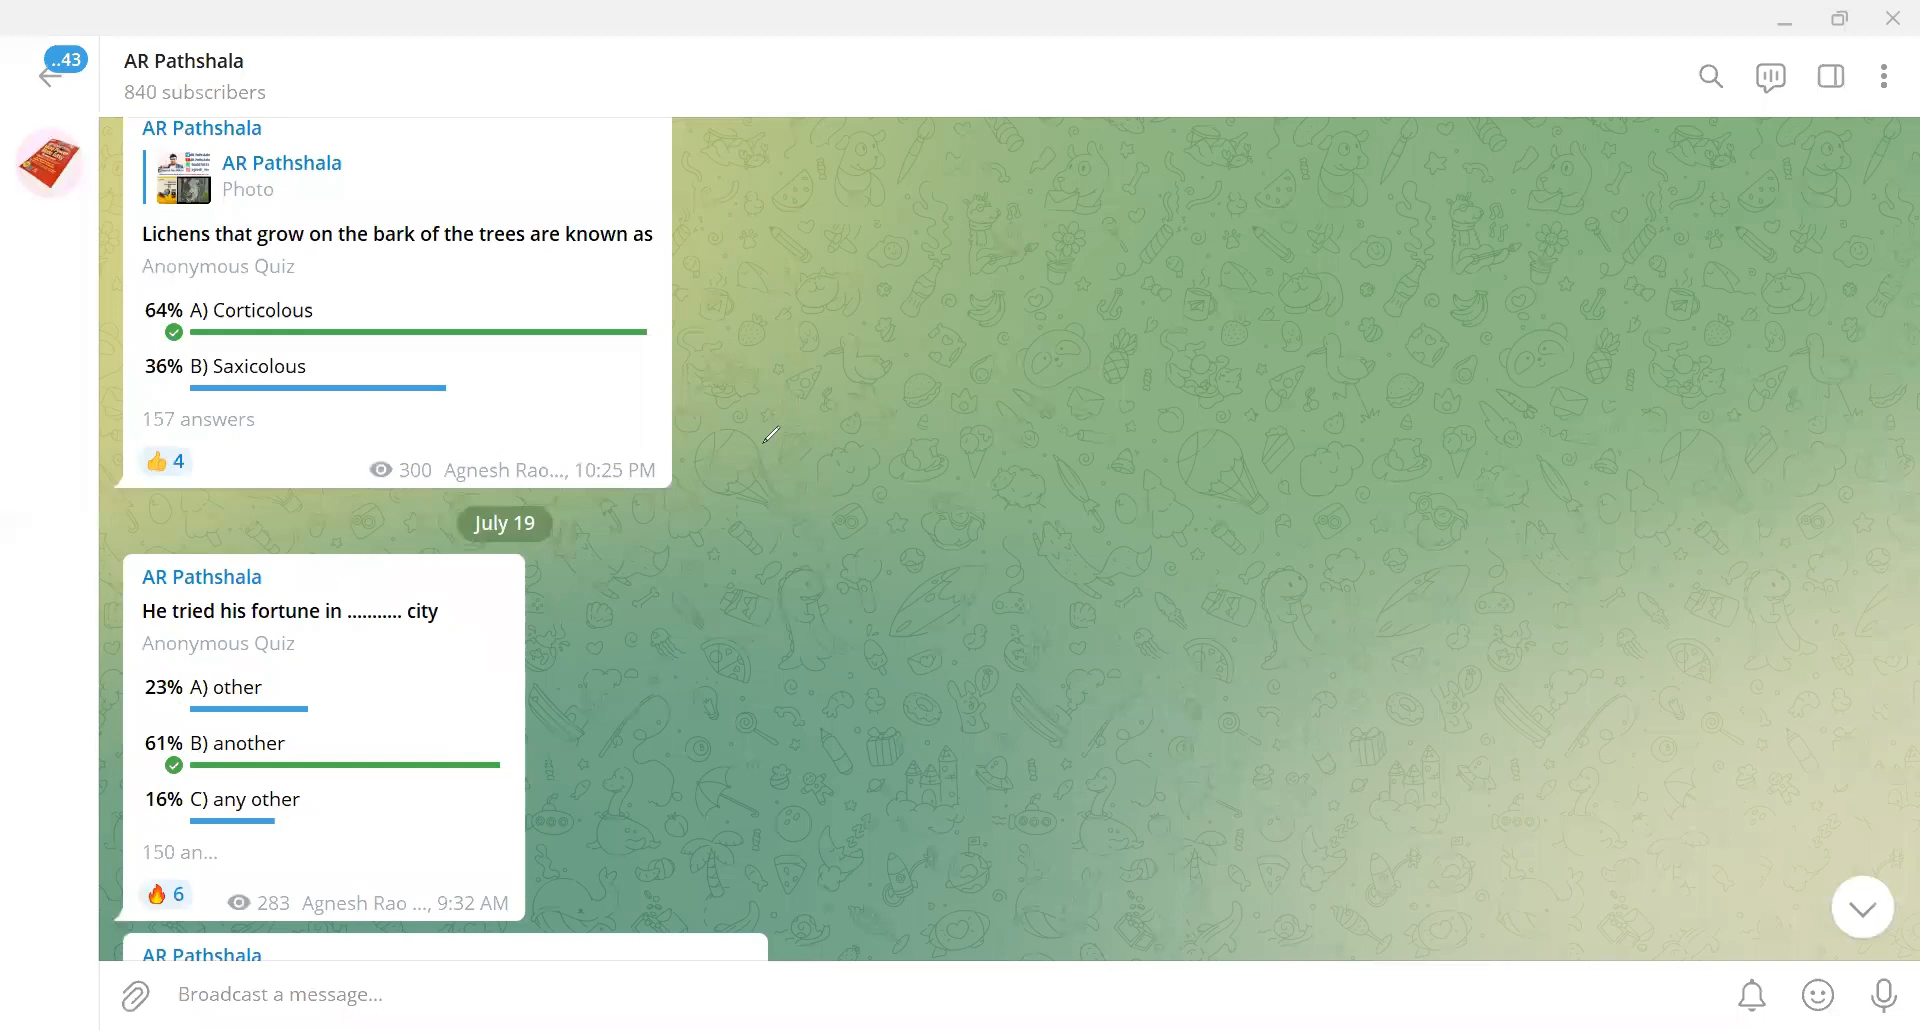 ..43
AR Pathshala
840 subscribers
AR Pathshala
AR Pathshala
Photo
Lichens that grow on the bark of the trees are known as
Anonymous Quiz
64% A) Corticolous
36% B) Saxicolous
157 answers
4
300 Agnesh Rao..., 10:25 PM
July 19
AR Pathshala
He tried his fortune in ........... city
Anonymous Quiz
23% A) other
61% B) another
16% C) any other
150 an...
6
283 Agnesh Rao ..., 9:32 AM
AR Pathshala
Broadcast a message...